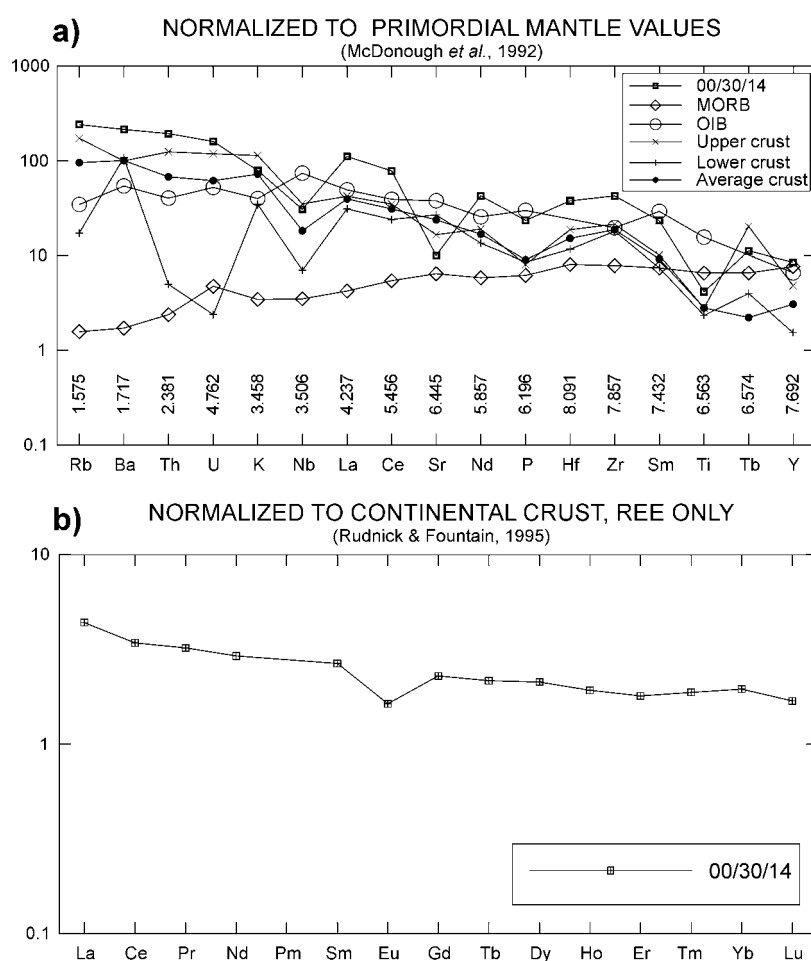 a) NORMALIZED TO PRIMORDIAL MANTLE VALUES
(McDonough et al., 1992)
1000
100
10
1
0.1
00/30/14
MORB
OIB
Upper crust
Lower crust
Average crust
1.575 1.717 2.381 4.762 3.458 3.506 4.237 5.456 6.445 5.857 6.196 8.091 7.857 7.432 6.563 6.574 7.692
Rb Ba Th U K Nb La Ce Sr Nd P Hf Zr Sm Ti Tb Y
b) NORMALIZED TO CONTINENTAL CRUST, REE ONLY
(Rudnick & Fountain, 1995)
10
1
0.1
00/30/14
La Ce Pr Nd Pm Sm Eu Gd Tb Dy Ho Er Tm Yb Lu